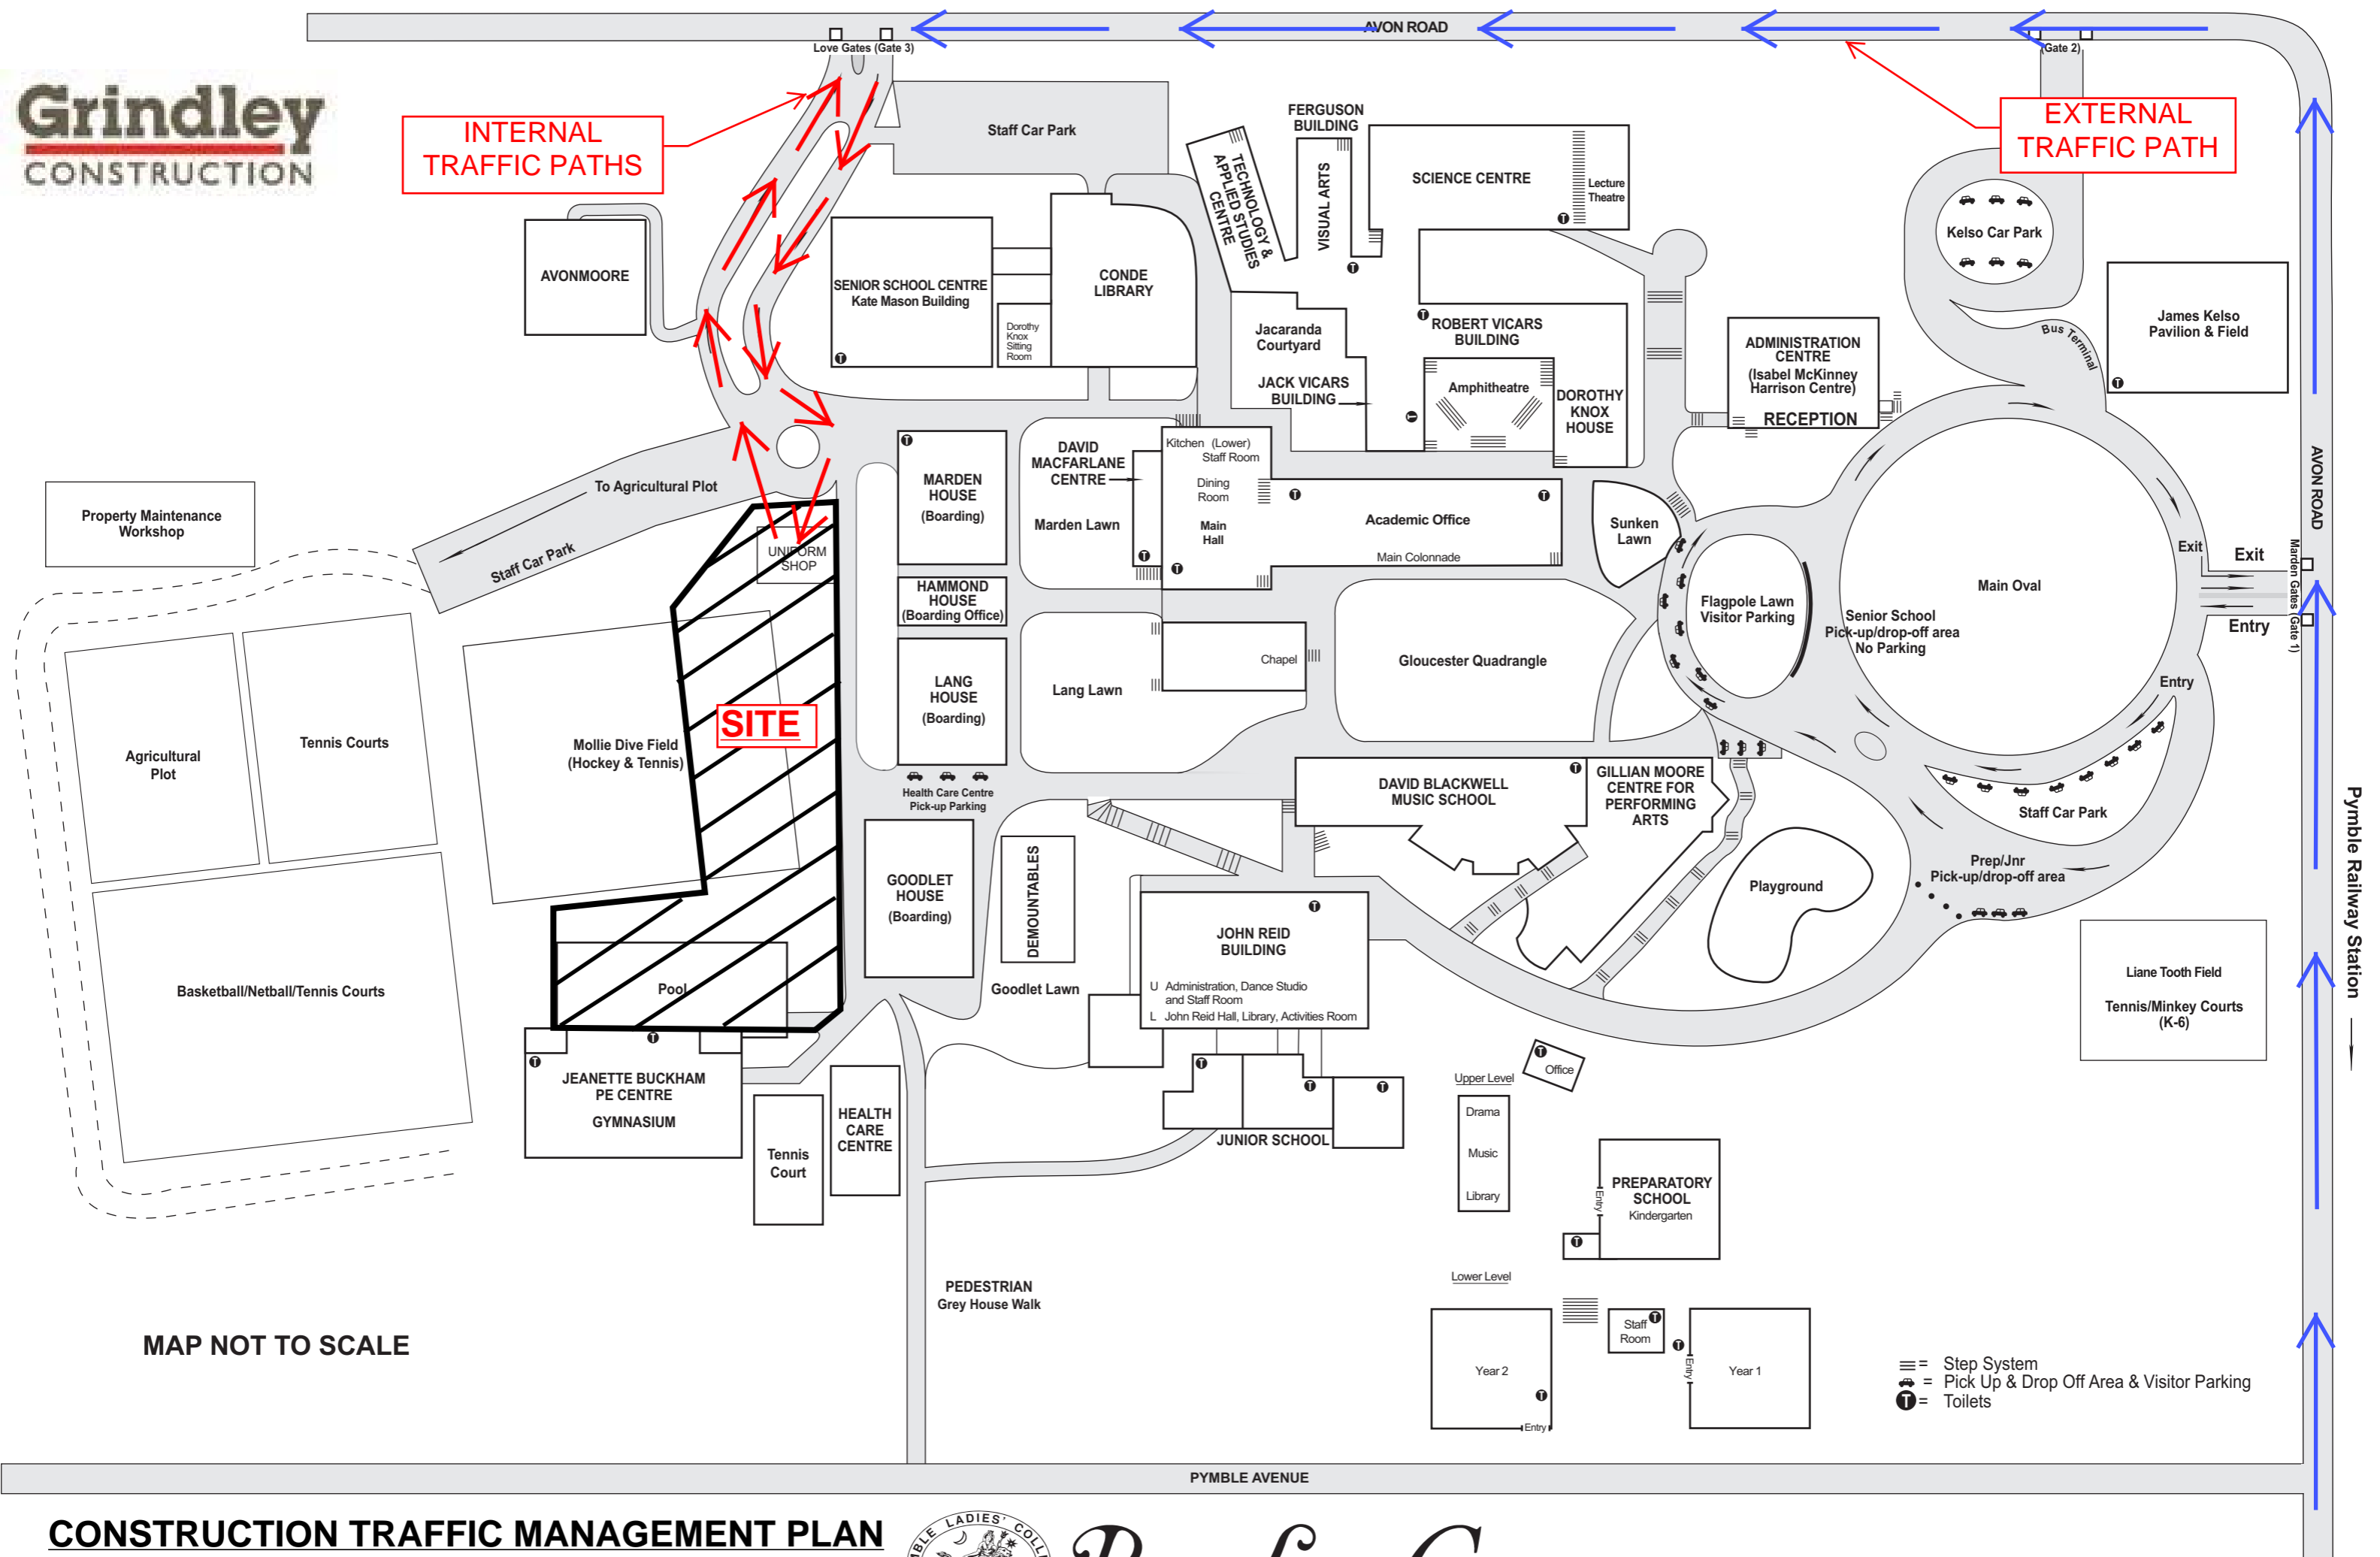 AVON ROAD
Love Gates (Gate 3)
(Gate 2)
Grindley
CONSTRUCTION
INTERNAL
TRAFFIC PATHS
EXTERNAL
TRAFFIC PATH
Staff Car Park
FERGUSON
BUILDING
TECHNOLOGY &
APPLIED STUDIES
CENTRE
VISUAL ARTS
SCIENCE CENTRE
Lecture
Theatre
Kelso Car Park
AVONMOORE
SENIOR SCHOOL CENTRE
Kate Mason Building
CONDE
LIBRARY
Dorothy
Knox
Sitting
Room
Jacaranda
Courtyard
ROBERT VICARS
BUILDING
JACK VICARS
BUILDING
Amphitheatre
DOROTHY
KNOX
HOUSE
ADMINISTRATION
CENTRE
(Isabel McKinney
Harrison Centre)
RECEPTION
Bus Terminal
James Kelso
Pavilion & Field
Property Maintenance
Workshop
To Agricultural Plot
Staff Car Park
UNIFORM
SHOP
MARDEN
HOUSE
(Boarding)
DAVID
MACFARLANE
CENTRE
Marden Lawn
Kitchen (Lower)
Staff Room
Dining
Room
Main
Hall
Academic Office
Main Colonnade
Sunken
Lawn
Flagpole Lawn
Visitor Parking
Main Oval
Senior School
Pick-up/drop-off area
No Parking
Exit
Exit
Entry
Entry
Marden Gates (Gate 1)
AVON ROAD
HAMMOND
HOUSE
(Boarding Office)
LANG
HOUSE
(Boarding)
Lang Lawn
Chapel
Gloucester Quadrangle
SITE
Agricultural
Plot
Tennis Courts
Mollie Dive Field
(Hockey & Tennis)
Health Care Centre
Pick-up Parking
DAVID BLACKWELL
MUSIC SCHOOL
GILLIAN MOORE
CENTRE FOR
PERFORMING
ARTS
Staff Car Park
Prep/Jnr
Pick-up/drop-off area
Playground
Pymble Railway Station
GOODLET
HOUSE
(Boarding)
DEMOUNTABLES
Goodlet Lawn
JOHN REID
BUILDING
U Administration, Dance Studio
and Staff Room
L John Reid Hall, Library, Activities Room
Liane Tooth Field
Tennis/Minkey Courts
(K-6)
Basketball/Netball/Tennis Courts
Pool
JEANETTE BUCKHAM
PE CENTRE
GYMNASIUM
Tennis
Court
HEALTH
CARE
CENTRE
JUNIOR SCHOOL
Office
Upper Level
Drama
Music
Library
PREPARATORY
SCHOOL
Kindergarten
Entry
Lower Level
PEDESTRIAN
Grey House Walk
Staff
Room
Year 2
Entry
Year 1
Entry
MAP NOT TO SCALE
= Step System
= Pick Up & Drop Off Area & Visitor Parking
T = Toilets
PYMBLE AVENUE
CONSTRUCTION TRAFFIC MANAGEMENT PLAN
LADIES'